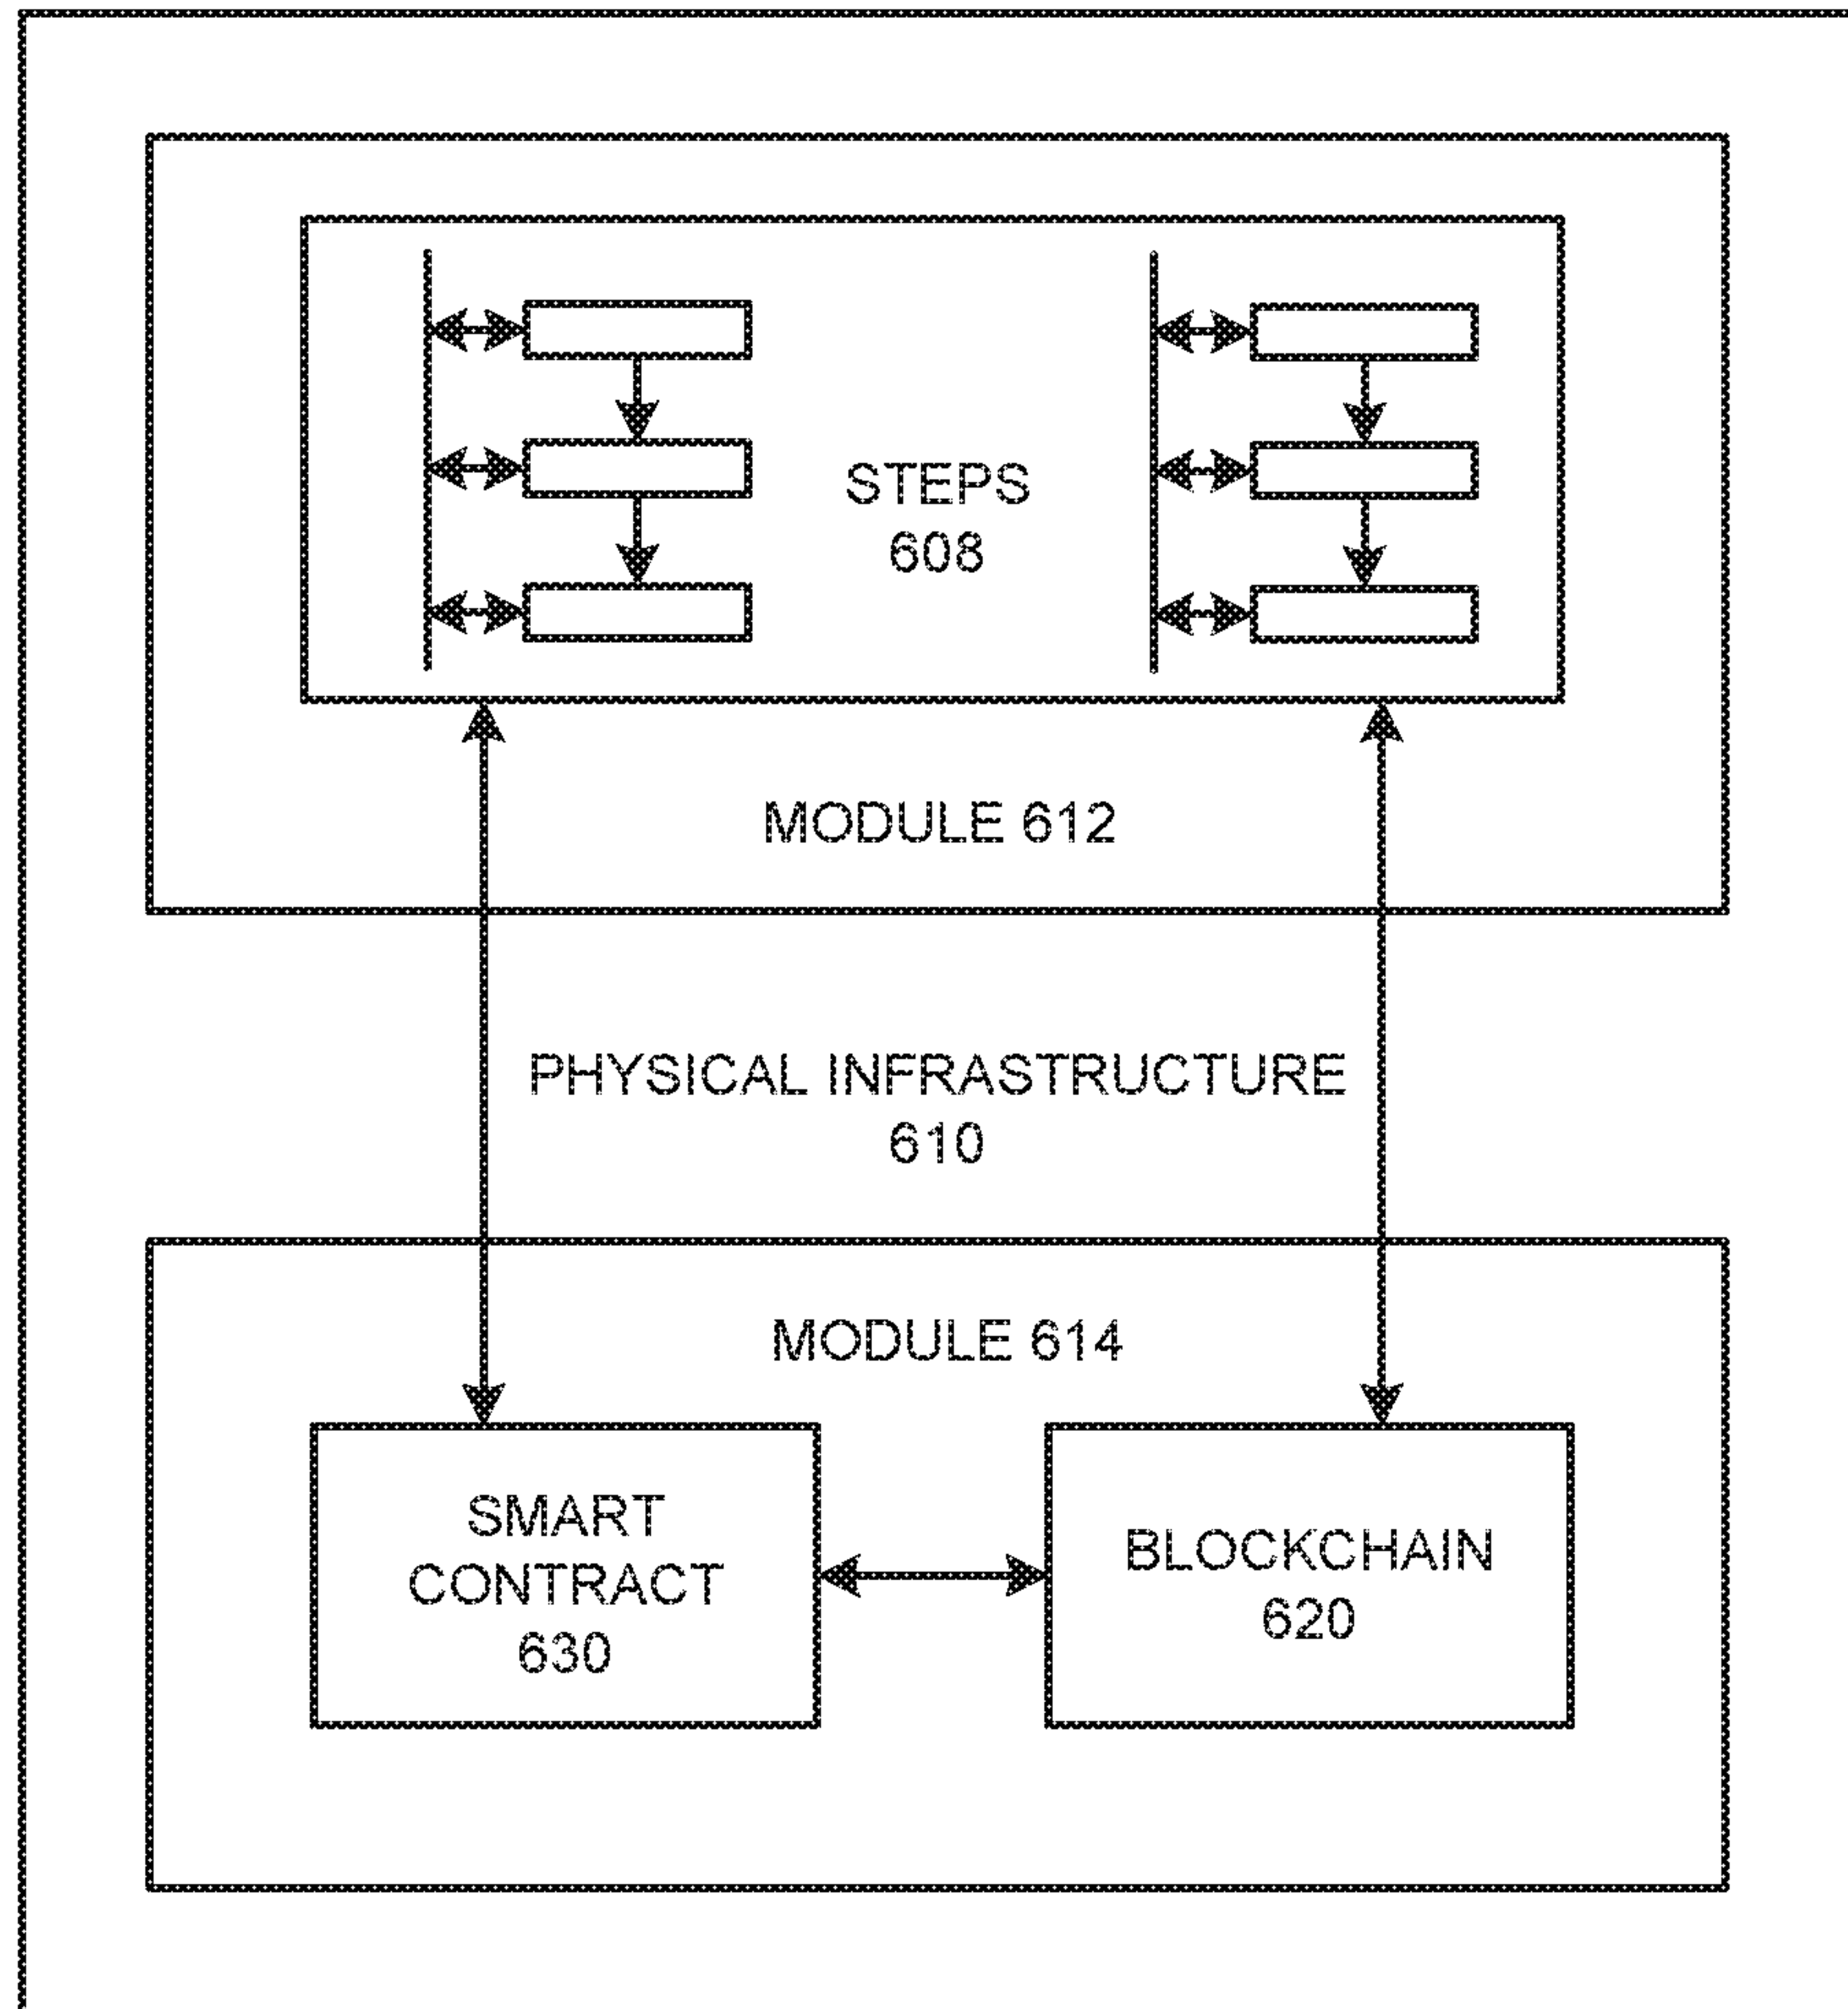 STEPS
608
MODULE 612
PHYSICAL INFRASTRUCTURE
610
MODULE 614
SMART
CONTRACT
630
BLOCKCHAIN
620